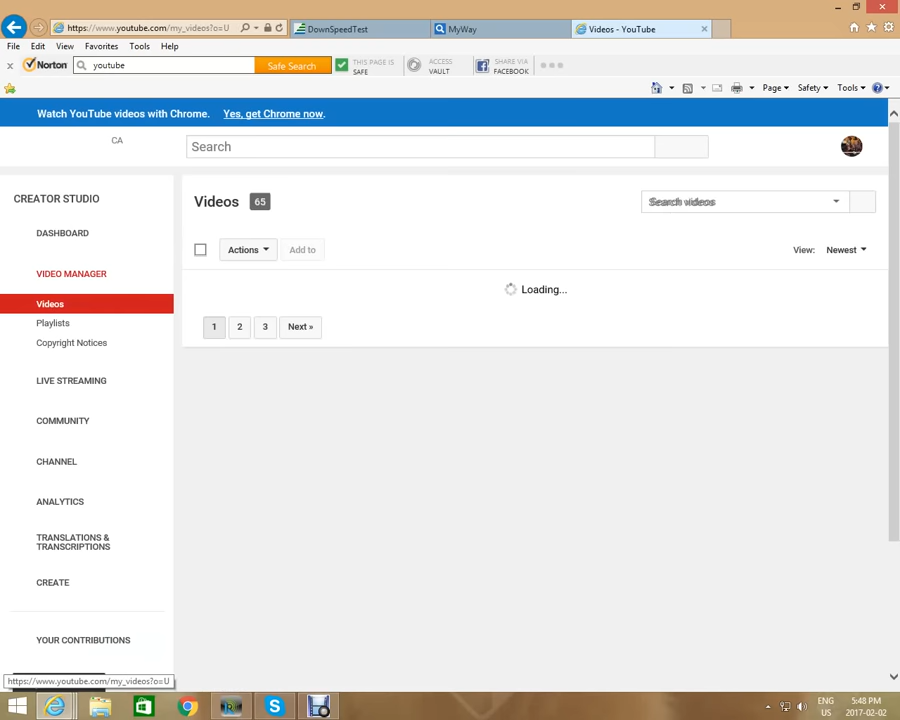 https://www.youtube.com/my_videos?o=U
DownSpeedTest
MyWay
Videos - YouTube
File Edit View Favorites Tools Help
Norton
youtube
Safe Search
THIS PAGE IS SAFE
ACCESS VAULT
SHARE VIA FACEBOOK
Page Safety Tools
Watch YouTube videos with Chrome. Yes, get Chrome now.
CA
Search
CREATOR STUDIO
Videos 65
Search videos
DASHBOARD
Actions
Add to
View: Newest
VIDEO MANAGER
Loading...
Videos
Playlists
1 2 3 Next »
Copyright Notices
LIVE STREAMING
COMMUNITY
CHANNEL
ANALYTICS
TRANSLATIONS &
TRANSCRIPTIONS
CREATE
YOUR CONTRIBUTIONS
https://www.youtube.com/my_videos?o=U
ENG
US
5:48 PM
2017-02-02